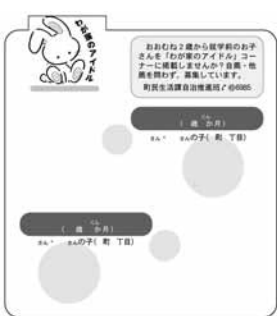 わが家のアイドル
おおむね2歳から就学前のお子
さんを「わが家のアイドル」コー
ナーに掲載しませんか?自薦・他
薦を問わず、募集しています。
町民生活課自治推進班
くん
( 歳 か月)
さん・ さんの子( 町 丁目)
くん
( 歳 か月)
さん・ さんの子( 町 丁目)